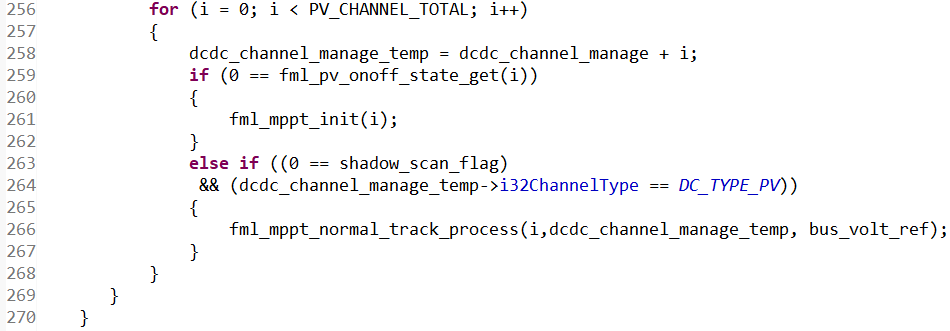 256 for (i = 0; i < PV_CHANNEL_TOTAL; i++)
257 {
258 dcdc_channel_manage_temp = dcdc_channel_manage + i;
259 if (0 == fml_pv_onoff_state_get(i))
260 {
261 fml_mppt_init(i);
262 }
263 else if ((0 == shadow_scan_flag)
264 && (dcdc_channel_manage_temp->i32ChannelType == DC_TYPE_PV))
265 {
266 fml_mppt_normal_track_process(i,dcdc_channel_manage_temp, bus_volt_ref);
267 }
268 }
269 }
270 }